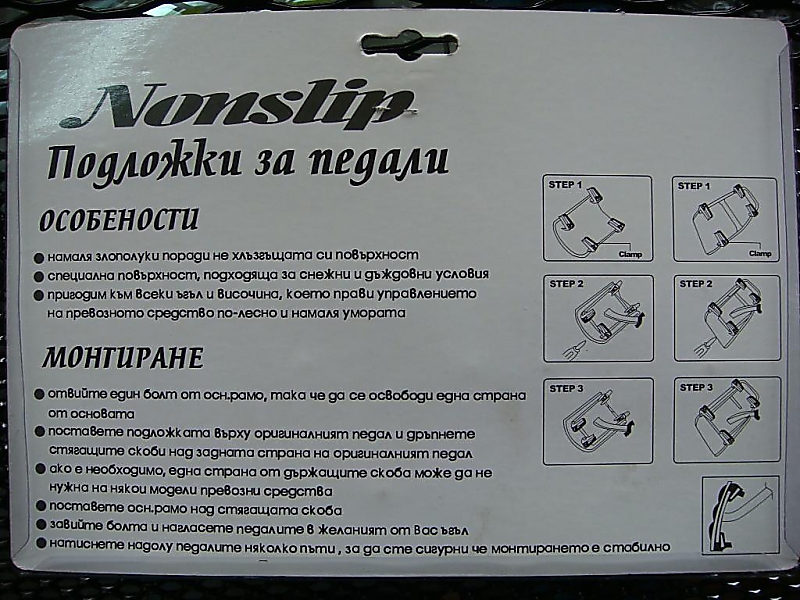 Nonslip
Подложки за педали
ОСОБЕНОСТИ
намаля злополуки поради не хлъзгъщата си повърхност
специална повърхност, подходяща за снежни и дъждовни условия
пригодим към всеки ъгъл и височина, което прави управлението
на превозното средство по-лесно и намаля умората
МОНТИРАНЕ
отвийте един болт от осн.рамо, така че да се освободи една страна
от основата
поставете подложката върху оригиналният педал и дръпнете
стягащите скоби над задната страна на оригиналният педал
ако е необходимо, една страна от държащите скоба може да не
нужна на някои модели превозни средства
поставете осн.рамо над стягащата скоба
завийте болта и нагласете педалите в желаният от Вас ъгъл
натиснете надолу педалите няколко пъти , за да сте сигурни че монтирането е стабилно
STEP 1
Clamp
STEP 1
Clamp
STEP 2
STEP 2
STEP 3
STEP 3